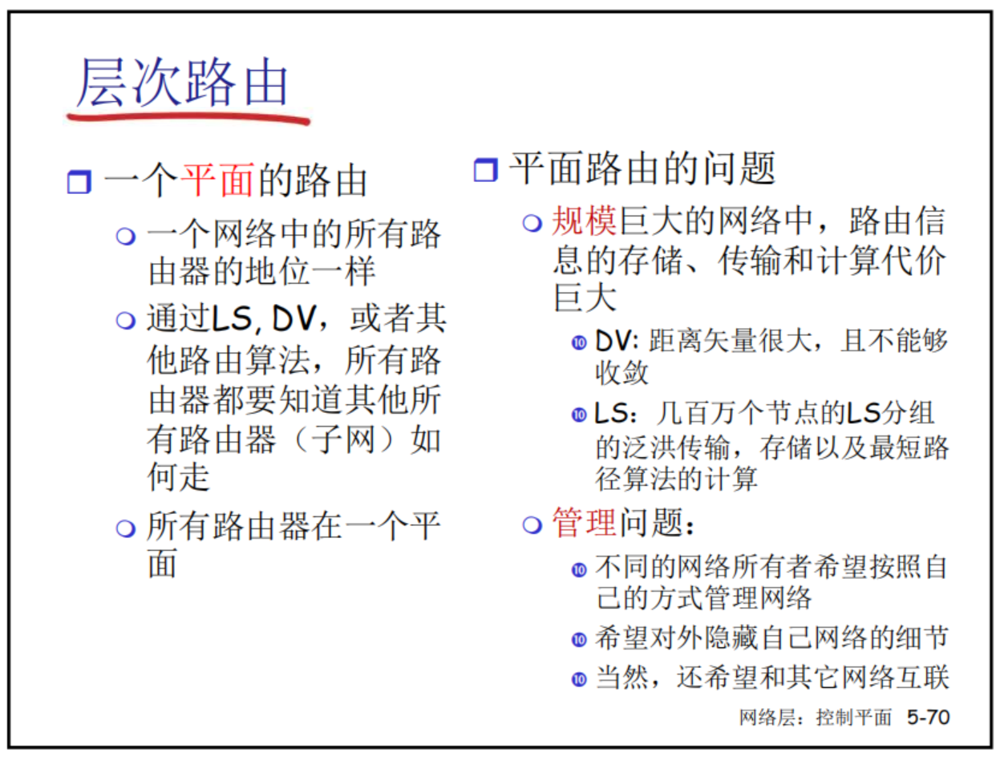 层次路由
一个平面的路由
一个网络中的所有路
由器的地位一样
通过LS, DV，或者其
他路由算法，所有路
由器都要知道其他所
有路由器（子网）如
何走
所有路由器在一个平
面
平面路由的问题
规模巨大的网络中，路由信
息的存储、传输和计算代价
巨大
⑩ DV: 距离矢量很大，且不能够
收敛
⑩ LS：几百万个节点的LS分组
的泛洪传输，存储以及最短路
径算法的计算
管理问题：
⑩ 不同的网络所有者希望按照自
己的方式管理网络
⑩ 希望对外隐藏自己网络的细节
⑩ 当然，还希望和其它网络互联
网络层：控制平面 5-70